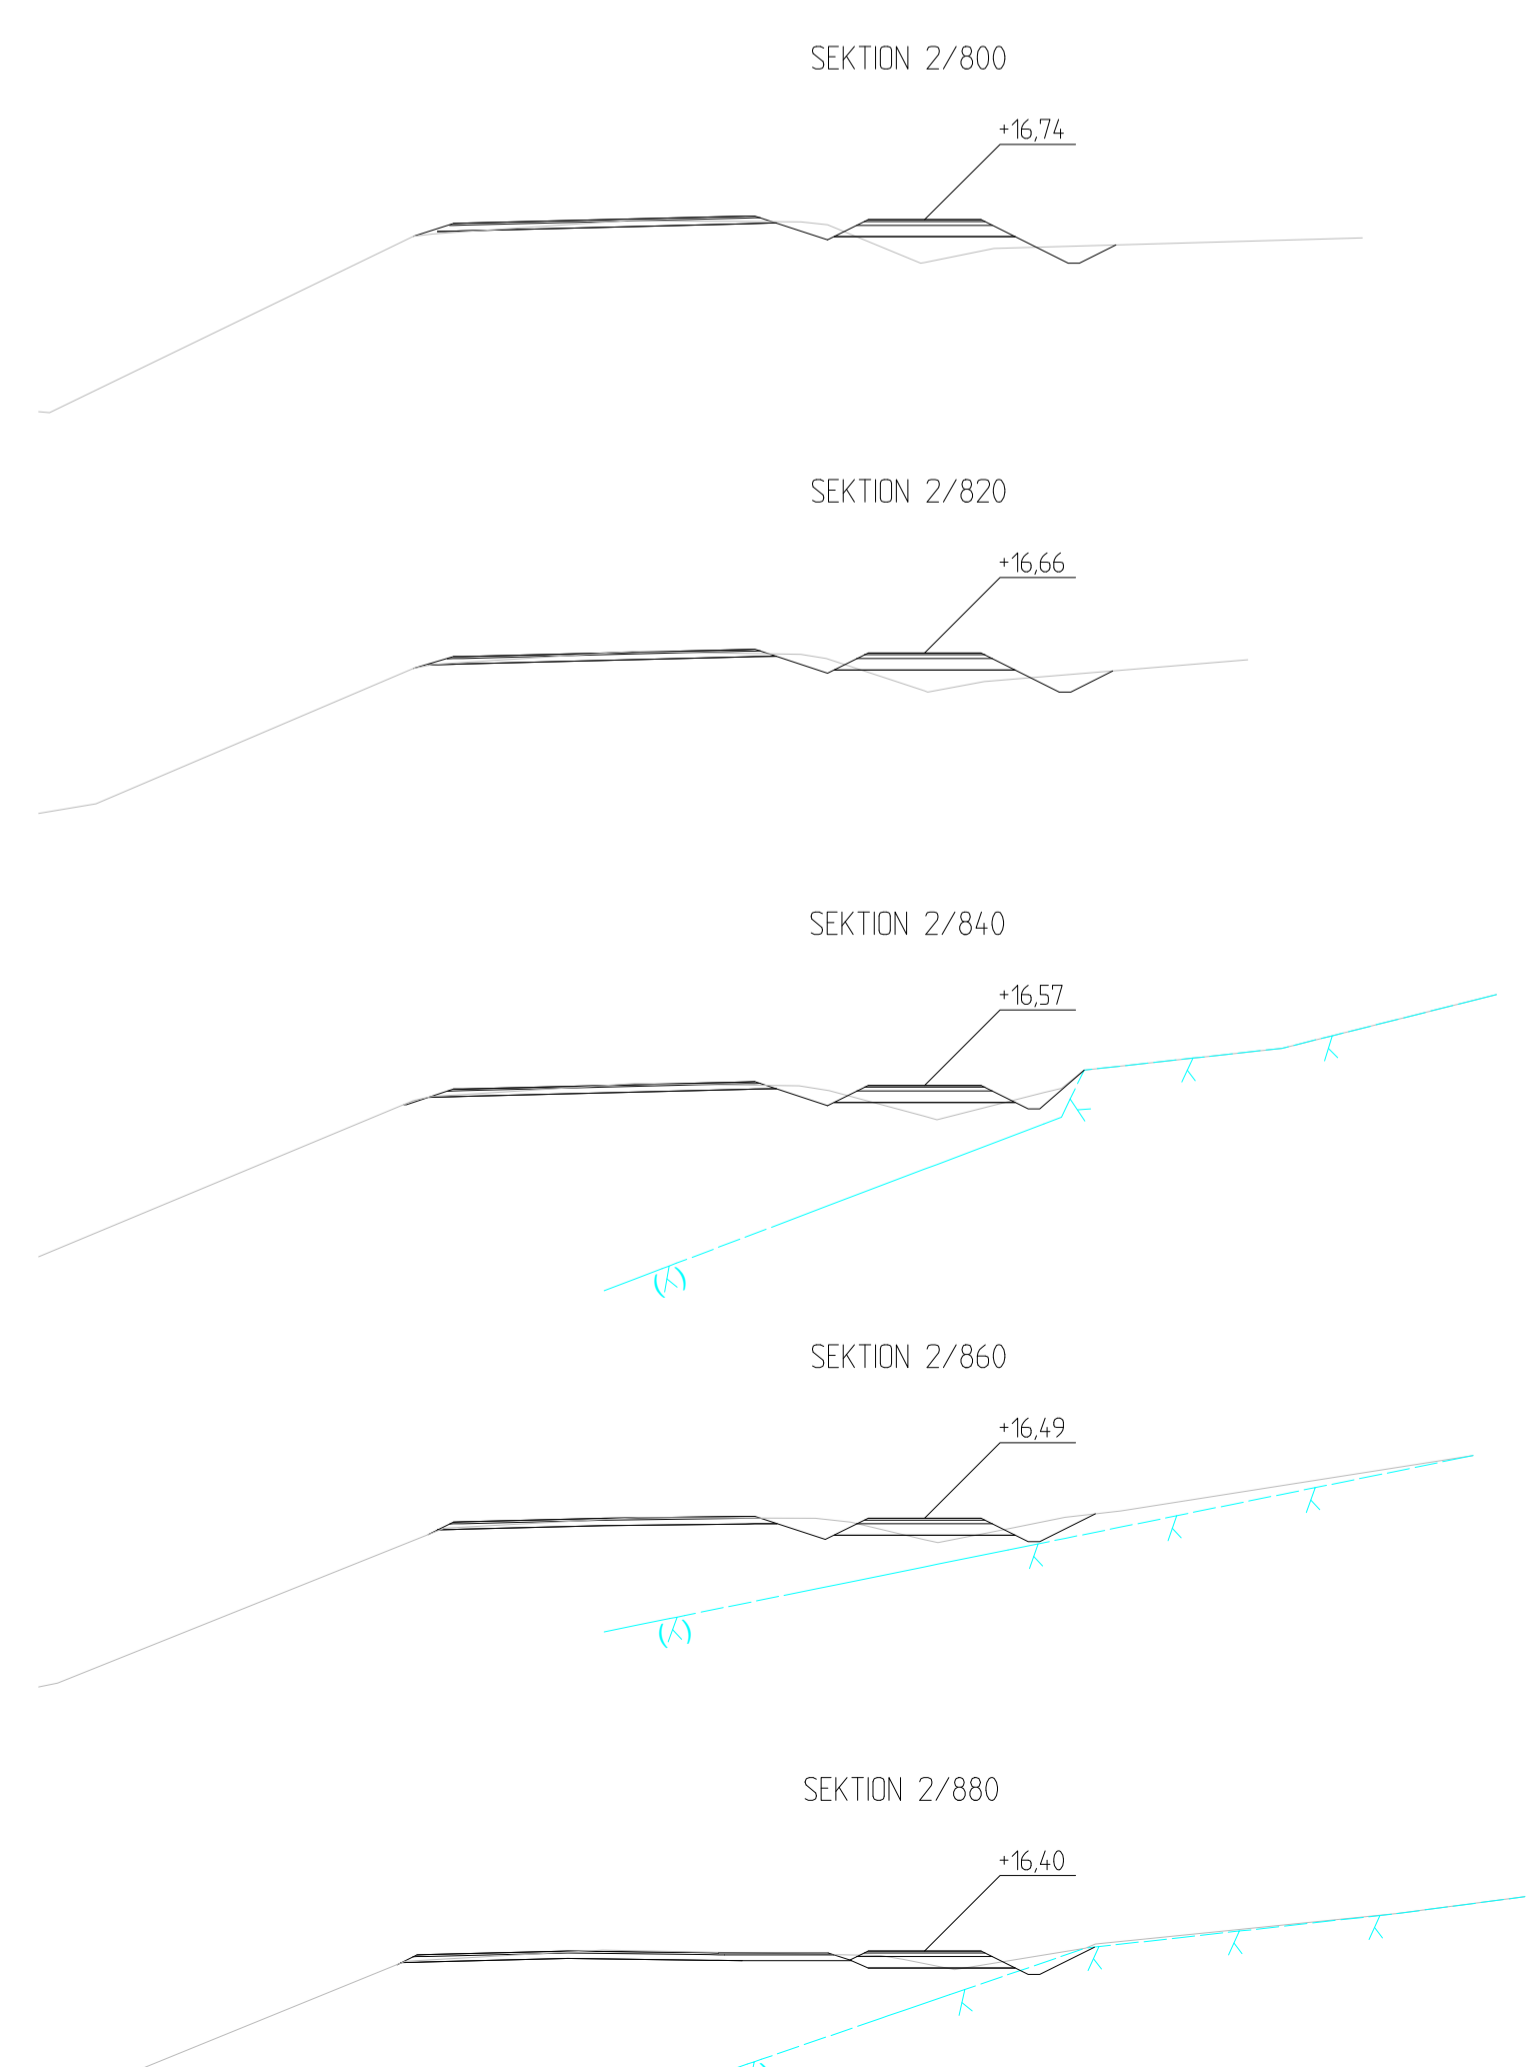 SEKTION 2/800
+16,74
SEKTION 2/820
+16,66
SEKTION 2/840
+16,57
SEKTION 2/860
+16,49
SEKTION 2/880
+16,40